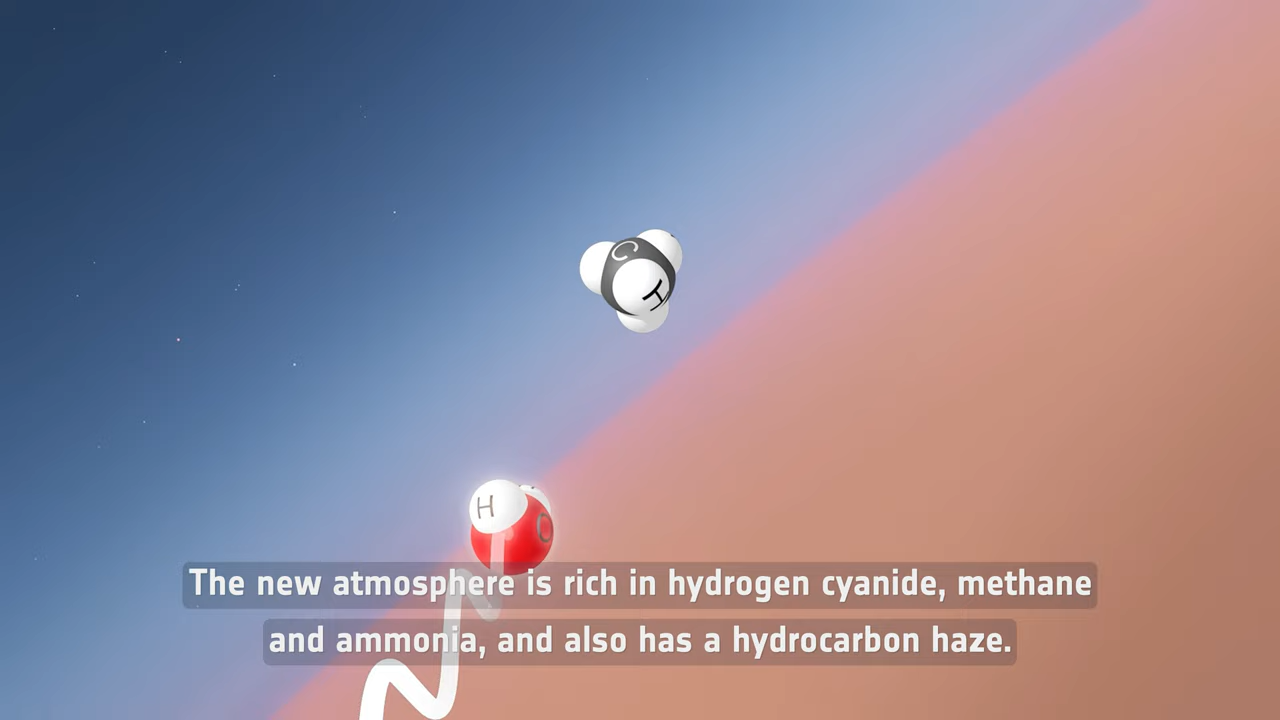 C
H
H
O
The new atmosphere is rich in hydrogen cyanide, methane
and ammonia, and also has a hydrocarbon haze.